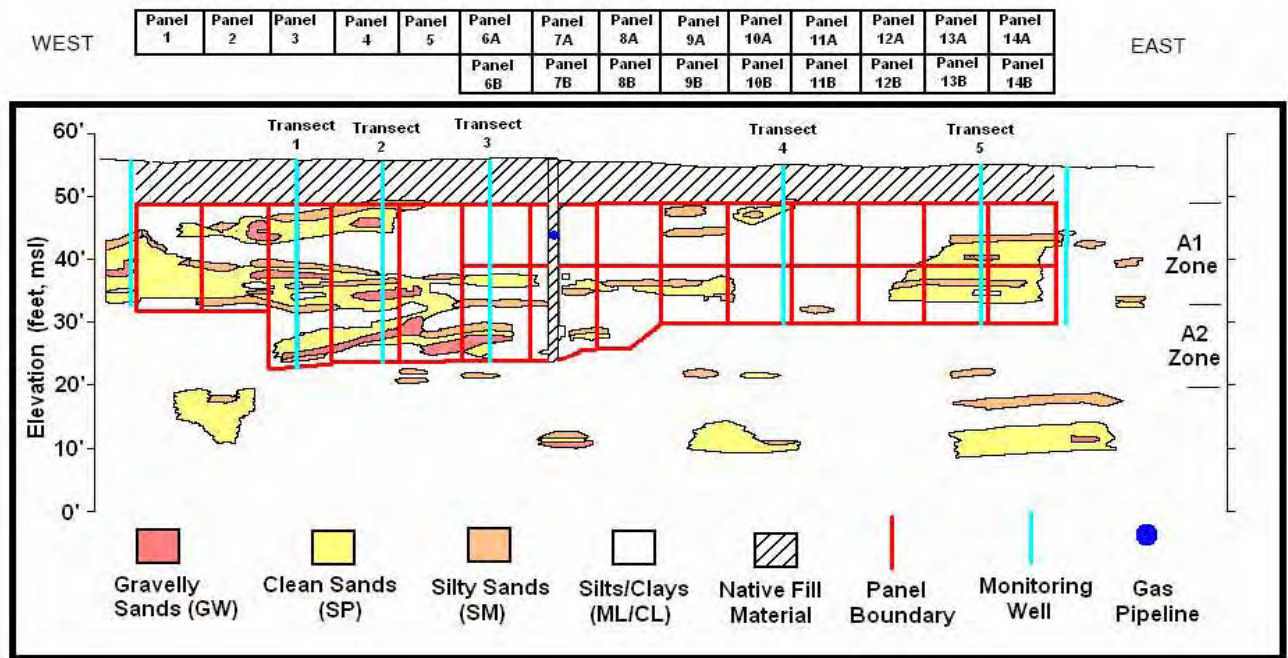 WEST
Panel 1
Panel 2
Panel 3
Panel 4
Panel 5
Panel 6A
Panel 7A
Panel 8A
Panel 9A
Panel 10A
Panel 11A
Panel 12A
Panel 13A
Panel 14A
EAST
Panel 6B
Panel 7B
Panel 8B
Panel 9B
Panel 10B
Panel 11B
Panel 12B
Panel 13B
Panel 14B
Transect 1
Transect 2
Transect 3
Transect 4
Transect 5
Elevation (feet, msl)
60'
50'
40'
30'
20'
10'
0'
A1
Zone
A2
Zone
Gravelly
Sands (GW)
Clean Sands
(SP)
Silty Sands
(SM)
Silts/Clays
(ML/CL)
Native Fill
Material
Panel
Boundary
Monitoring
Well
Gas
Pipeline